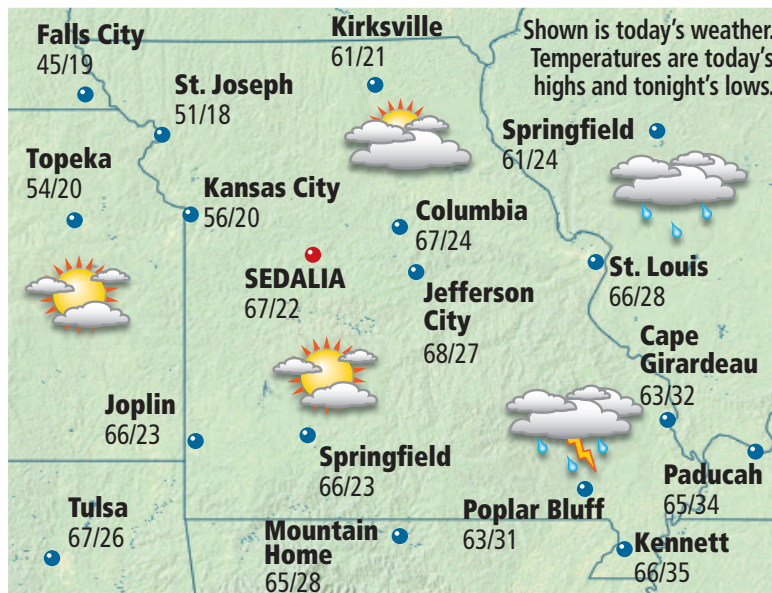 Falls City
45/19
Kirksville
61/21
Shown is today’s weather.
Temperatures are today’s
highs and tonight’s lows.
St. Joseph
51/18
Springfield
61/24
Topeka
54/20
Kansas City
56/20
Columbia
67/24
SEDALIA
67/22
Jefferson
City
68/27
St. Louis
66/28
Cape
Girardeau
63/32
Joplin
66/23
Springfield
66/23
Poplar Bluff
63/31
Paducah
65/34
Tulsa
67/26
Mountain
Home
65/28
Kennett
66/35